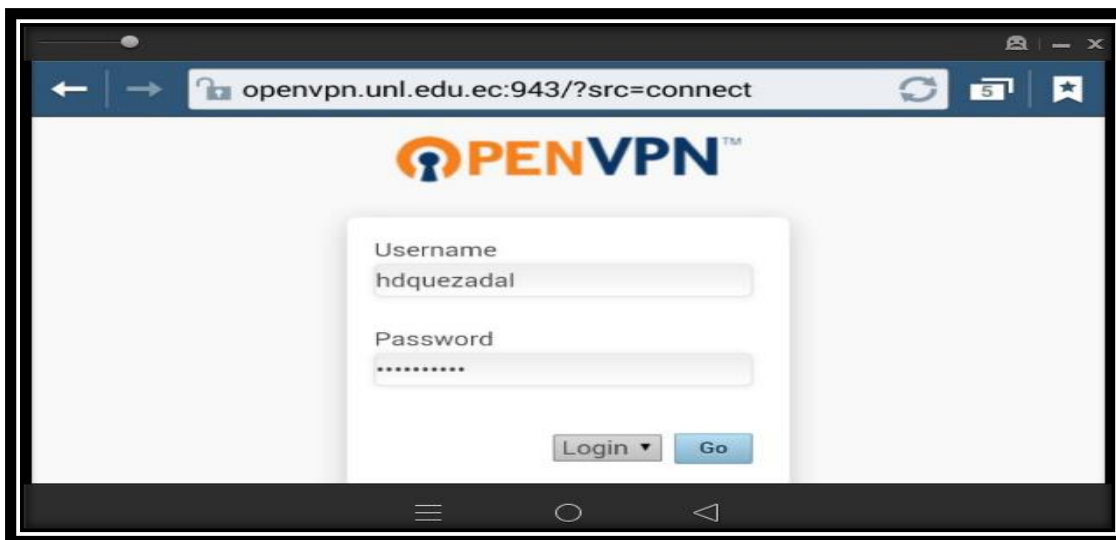 openvpn.unl.edu.ec:943/?src=connect
5
OPENVPN™
Username
hdquezadal
Password
••••••••••
Login ▼
Go